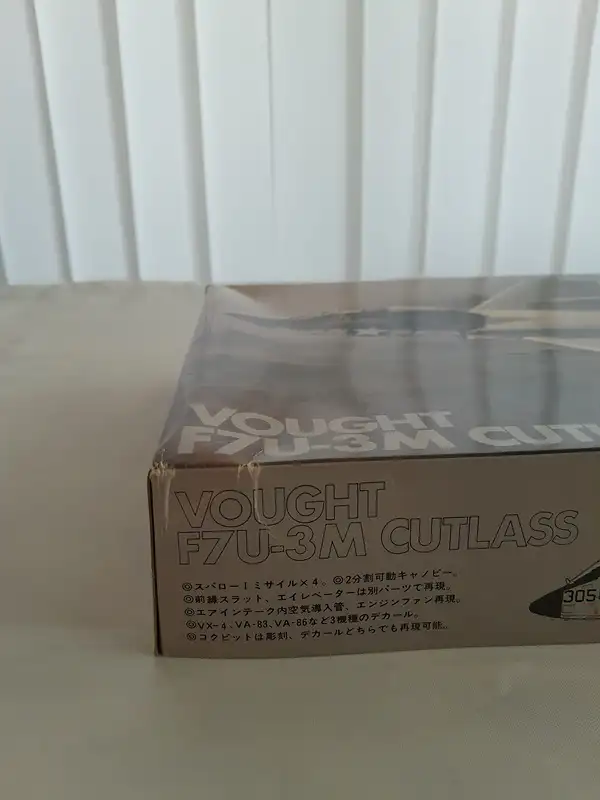 VOUGHT
F7U-3M CUTL
VOUGHT
F7U-3M CUTLASS
◎スパローⅠミサイル×4。◎2分割可動キャノピー。
◎前縁スラット、エイレベーターは別パーツで再現。
◎エアインテーク内空気導入管、エンジンファン再現。
◎VX-4、VA-83、VA-86など3機種のデカール。
◎コクピットは彫刻、デカールどちらでも再現可能。
305